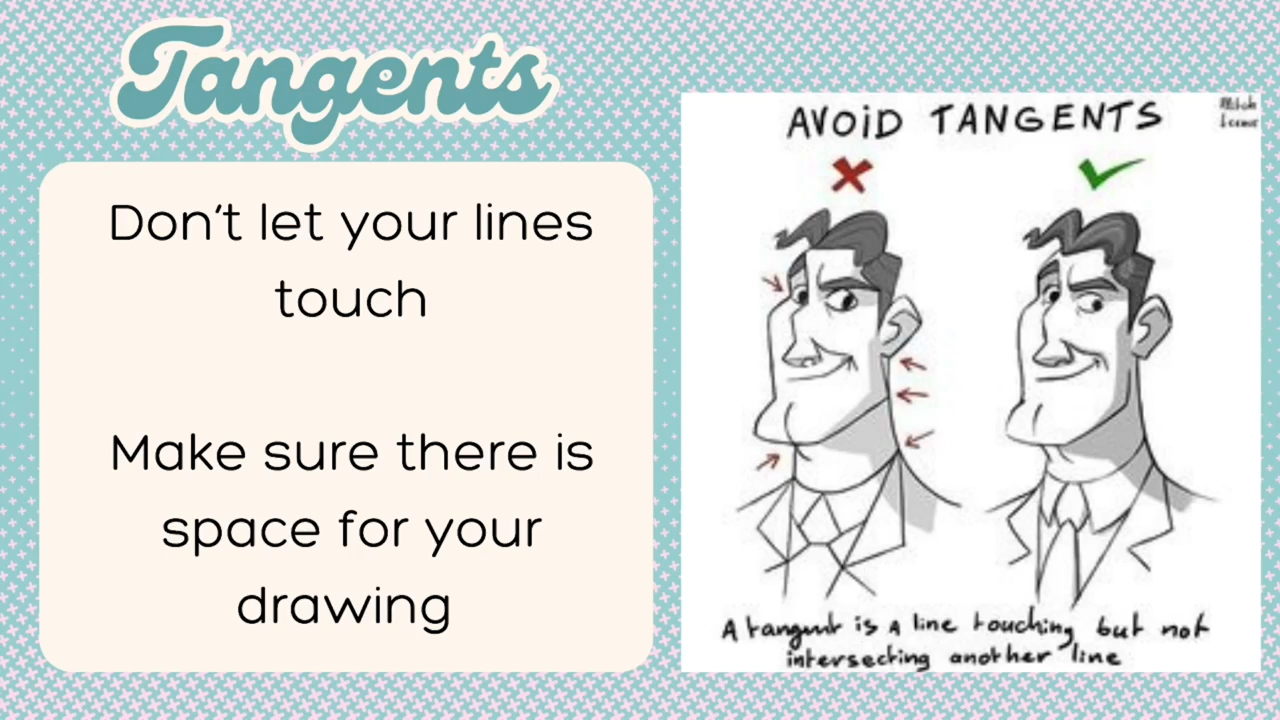 Tangents
Don't let your lines
touch
Make sure there is
space for your
drawing
AVOID TANGENTS
A tangent is a line touching but not
intersecting another line